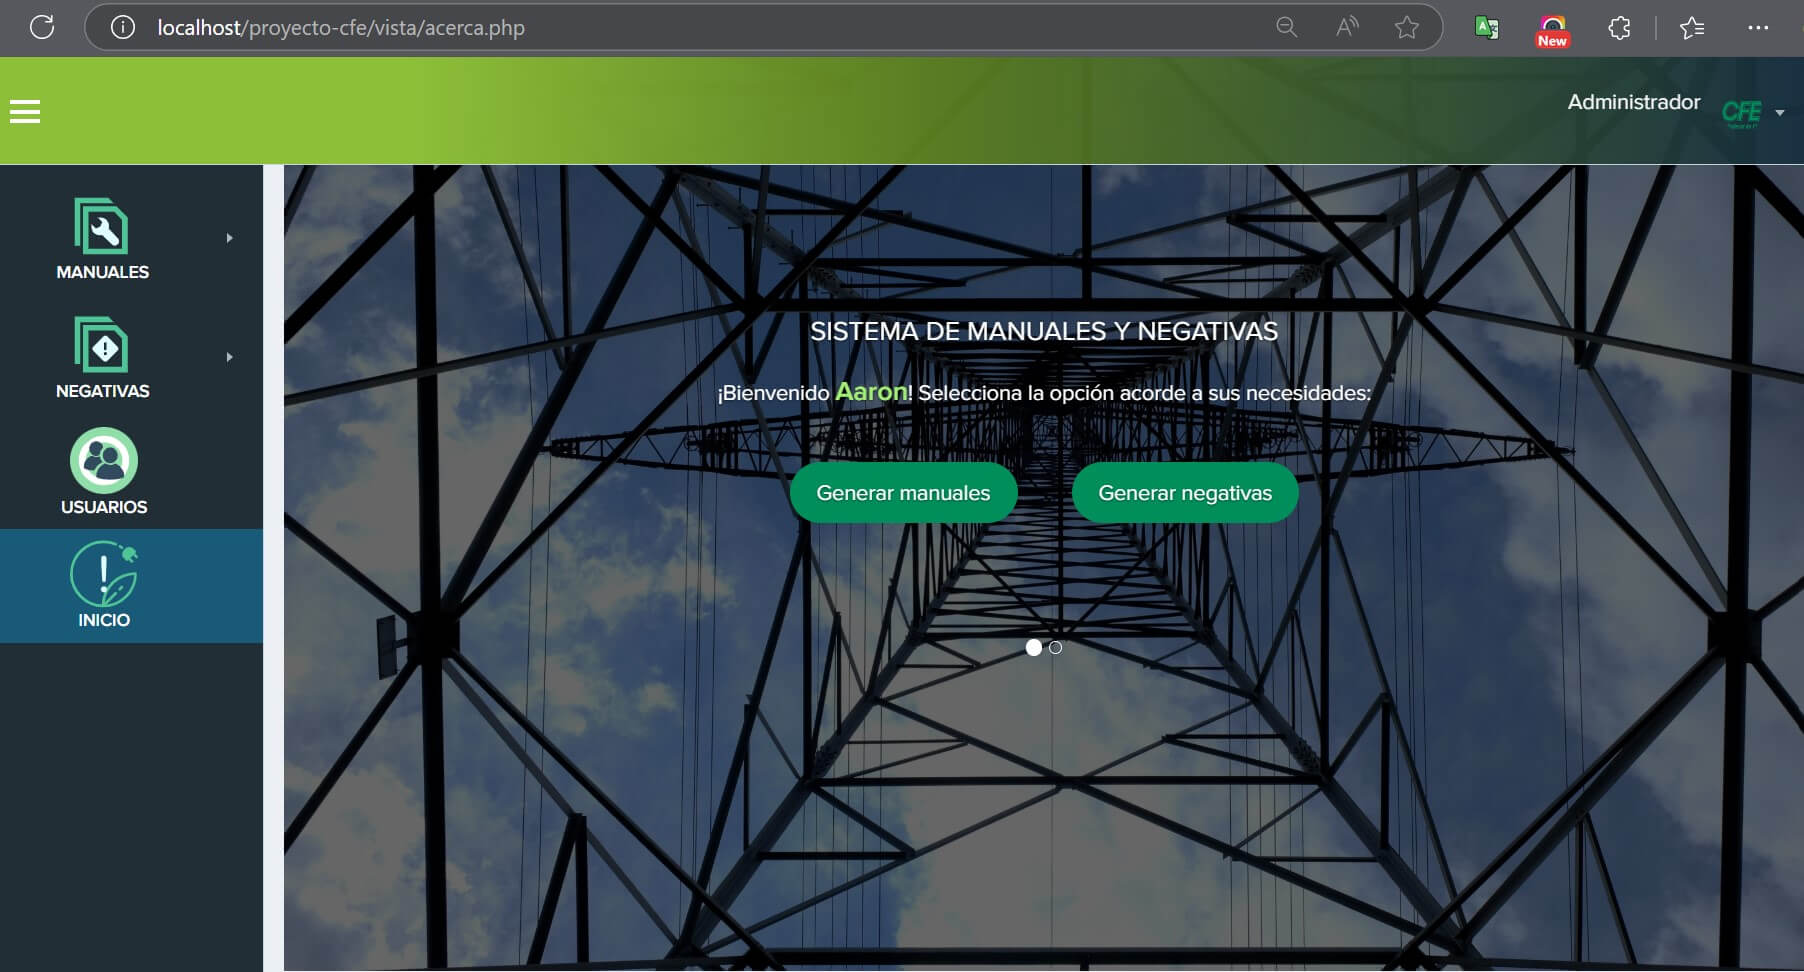 localhost/proyecto-cfe/vista/acerca.php
New
Administrador
CFE
MANUALES
NEGATIVAS
USUARIOS
INICIO
SISTEMA DE MANUALES Y NEGATIVAS
¡Bienvenido Aaron! Selecciona la opción acorde a sus necesidades:
Generar manuales
Generar negativas